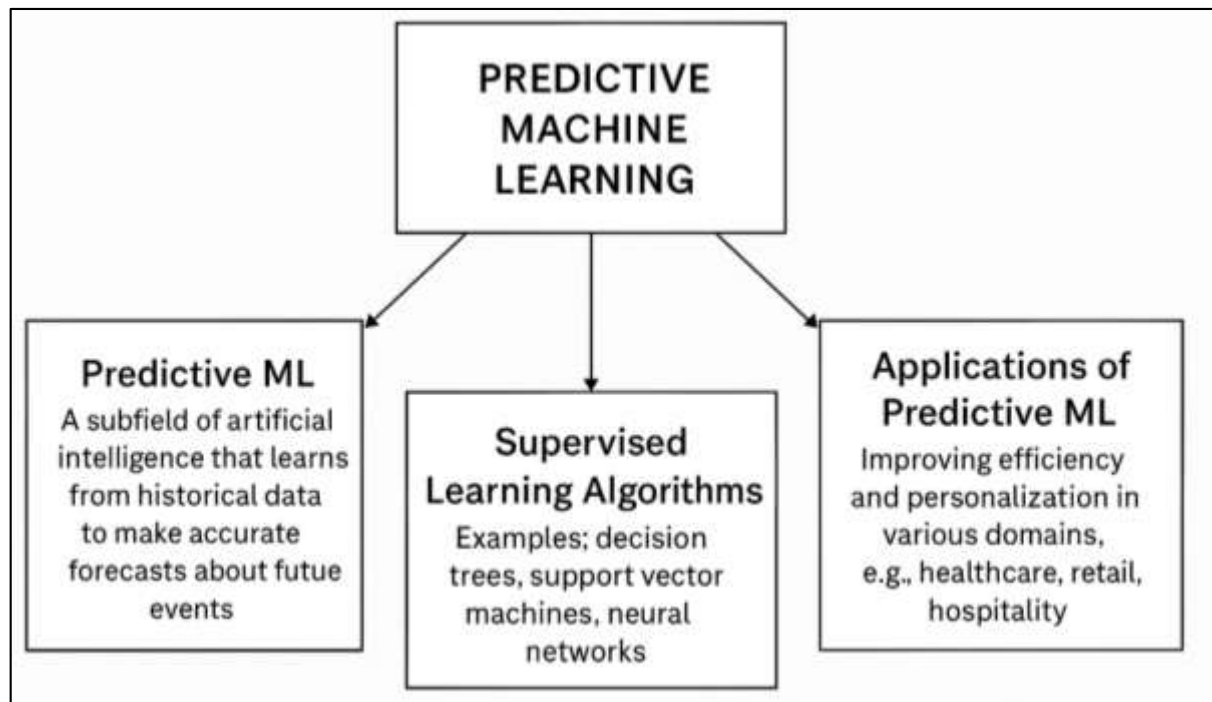 PREDICTIVE
MACHINE
LEARNING
Predictive ML
A subfield of artificial
intelligence that learns
from historical data
to make accurate
forecasts about futue
events
Supervised
Learning Algorithms
Examples; decision
trees, support vector
machines, neural
networks
Applications of
Predictive ML
Improving efficiency
and personalization in
various domains,
e.g., healthcare, retail,
hospitality